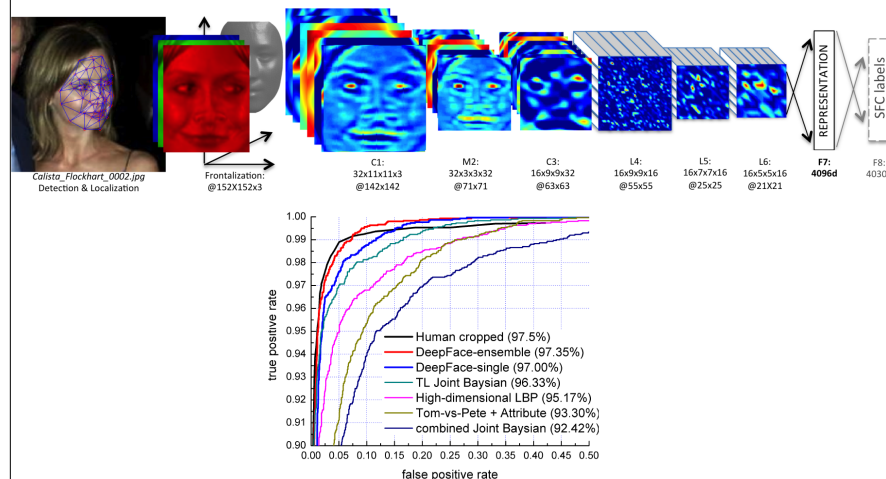 Calista_Flockhart_0002.jpg
Detection & Localization
Frontalization:
@152X152x3
C1:
32x11x11x3
@142x142
M2:
32x3x3x32
@71x71
C3:
16x9x9x32
@63x63
L4:
16x9x9x16
@55x55
L5:
16x7x7x16
@25x25
L6:
16x5x5x16
@21X21
REPRESENTATION
F7:
4096d
SFC labels
F8:
4030
true positive rate
1.00
0.99
0.98
0.97
0.96
0.95
0.94
0.93
0.92
0.91
0.90
Human cropped (97.5%)
DeepFace-ensemble (97.35%)
DeepFace-single (97.00%)
TL Joint Baysian (96.33%)
High-dimensional LBP (95.17%)
Tom-vs-Pete + Attribute (93.30%)
combined Joint Baysian (92.42%)
0.00 0.05 0.10 0.15 0.20 0.25 0.30 0.35 0.40 0.45 0.50
false positive rate